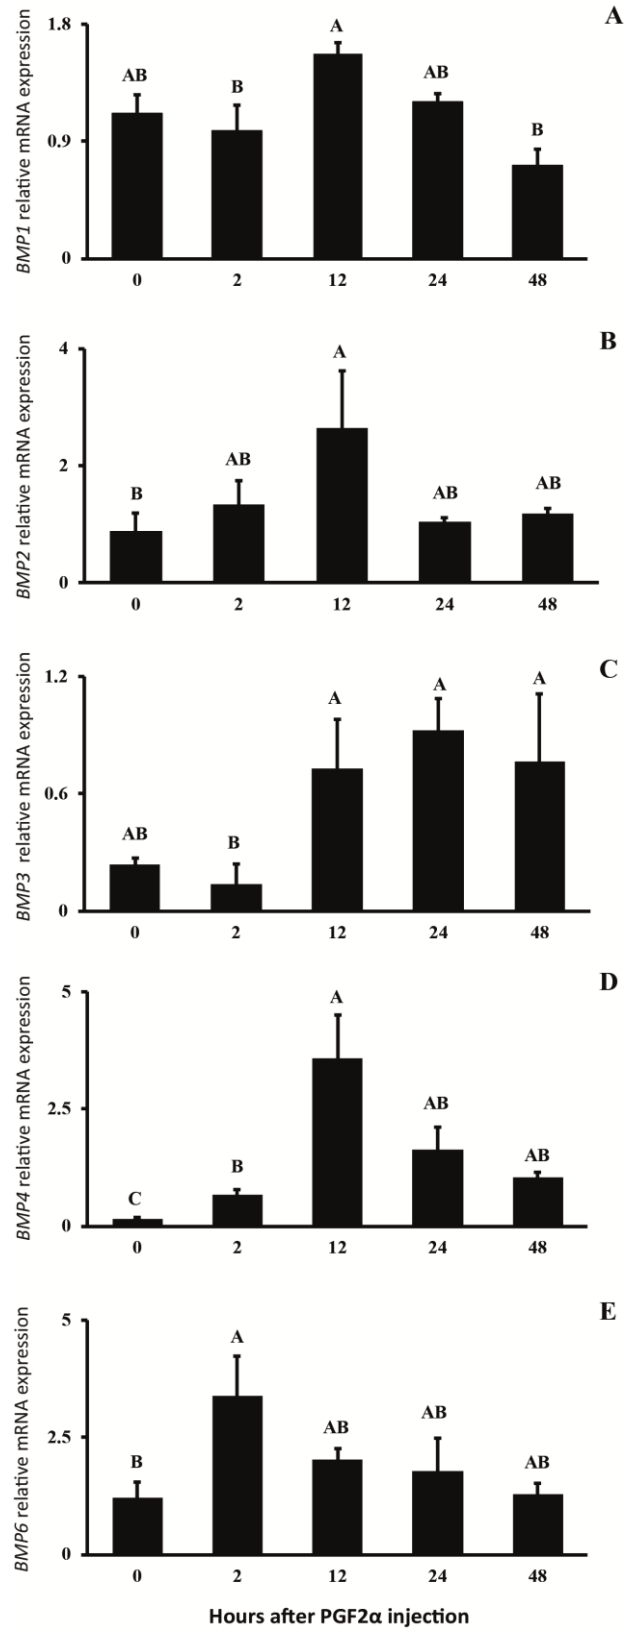 A
BMP1 relative mRNA expression
1.8
0.9
0
AB
B
A
AB
B
0 2 12 24 48
B
BMP2 relative mRNA expression
4
2
0
B
AB
A
AB
AB
0 2 12 24 48
C
BMP3 relative mRNA expression
1.2
0.6
0
AB
B
A
A
A
0 2 12 24 48
D
BMP4 relative mRNA expression
5
2.5
0
C
B
A
AB
AB
0 2 12 24 48
E
BMP6 relative mRNA expression
5
2.5
0
B
A
AB
AB
AB
0 2 12 24 48
Hours after PGF2α injection